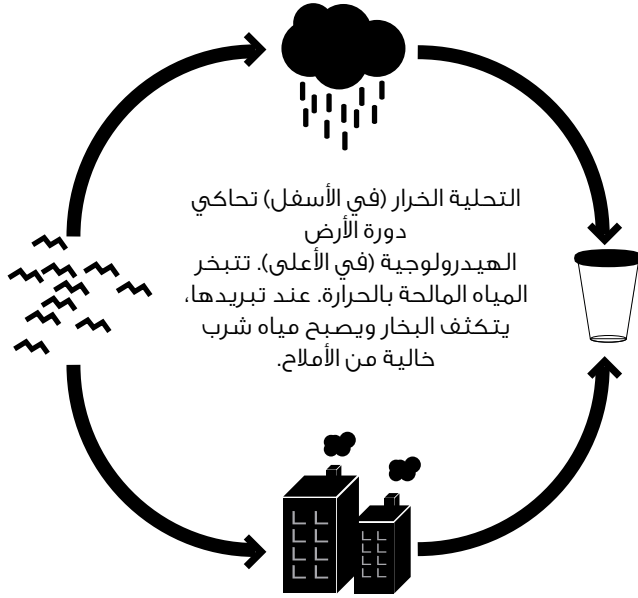 التحلية الخرار (في الأسفل) تحاكي
دورة الأرض
الهيدرولوجية (في الأعلى). تتبخر
المياه المالحة بالحرارة. عند تبريدها،
يتكثف البخار ويصبح مياه شرب
خالية من الأملاح.